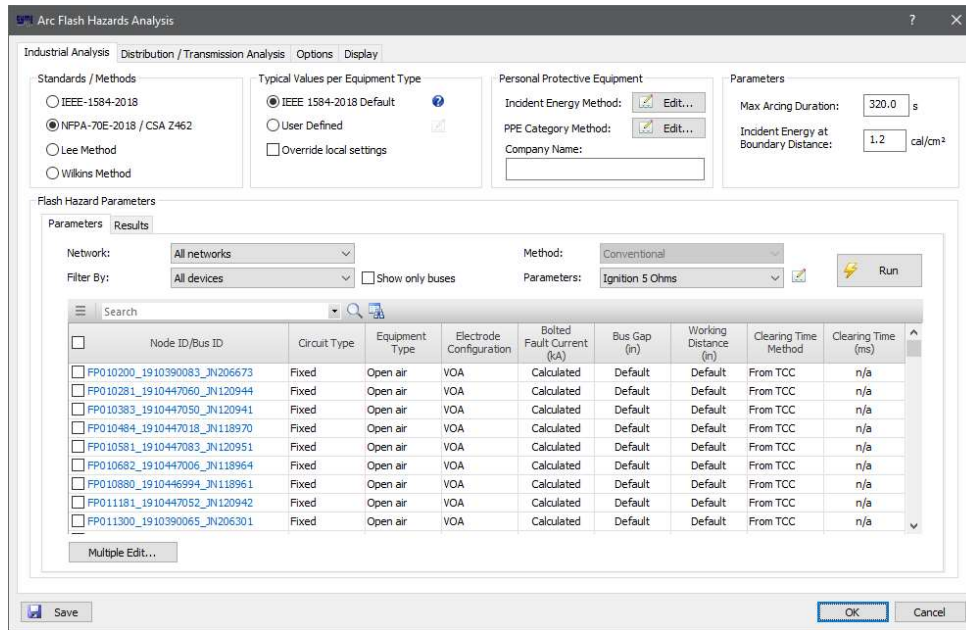 Arc Flash Hazards Analysis
Industrial Analysis Distribution / Transmission Analysis Options Display
Standards / Methods
IEEE-1584-2018
NFPA-70E-2018 / CSA Z462
Lee Method
Wilkins Method
Typical Values per Equipment Type
IEEE 1584-2018 Default
User Defined
Override local settings
Personal Protective Equipment
Incident Energy Method: Edit...
PPE Category Method: Edit...
Company Name:
Parameters
Max Arcing Duration: 320.0 s
Incident Energy at
Boundary Distance: 1.2 cal/cm²
Flash Hazard Parameters
Parameters Results
Network: All networks Method: Conventional
Filter By: All devices Show only buses Parameters: Ignition 5 Ohms
Run
Search
Node ID/Bus ID Circuit Type Equipment Type Electrode Configuration Bolted Fault Current (kA) Bus Gap (in) Working Distance (in) Clearing Time Method Clearing Time (ms)
FP010200_1910390083_JN206673 Fixed Open air VOA Calculated Default Default From TCC n/a
FP010281_1910447060_JN120944 Fixed Open air VOA Calculated Default Default From TCC n/a
FP010383_1910447050_JN120941 Fixed Open air VOA Calculated Default Default From TCC n/a
FP010484_1910447018_JN118970 Fixed Open air VOA Calculated Default Default From TCC n/a
FP010581_1910447083_JN120951 Fixed Open air VOA Calculated Default Default From TCC n/a
FP010682_1910447006_JN118964 Fixed Open air VOA Calculated Default Default From TCC n/a
FP010880_1910446994_JN118961 Fixed Open air VOA Calculated Default Default From TCC n/a
FP011181_1910447052_JN120942 Fixed Open air VOA Calculated Default Default From TCC n/a
FP011300_1910390065_JN206301 Fixed Open air VOA Calculated Default Default From TCC n/a
Multiple Edit...
Save OK Cancel